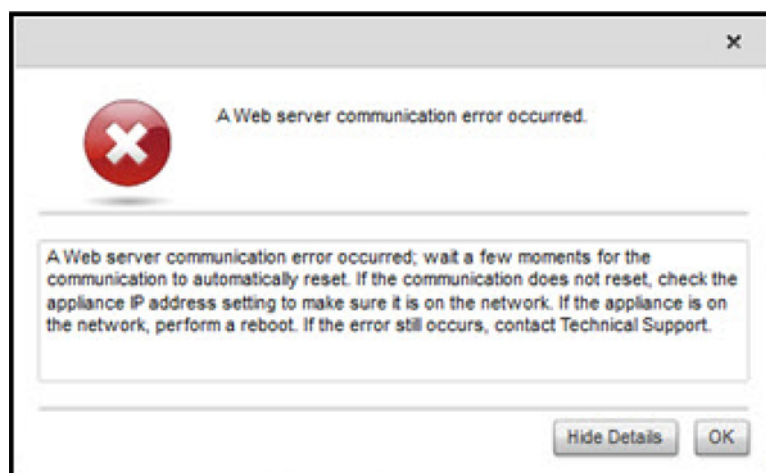 A Web server communication error occurred.
A Web server communication error occurred; wait a few moments for the
communication to automatically reset. If the communication does not reset, check the
appliance IP address setting to make sure it is on the network. If the appliance is on
the network, perform a reboot. If the error still occurs, contact Technical Support.
Hide Details OK